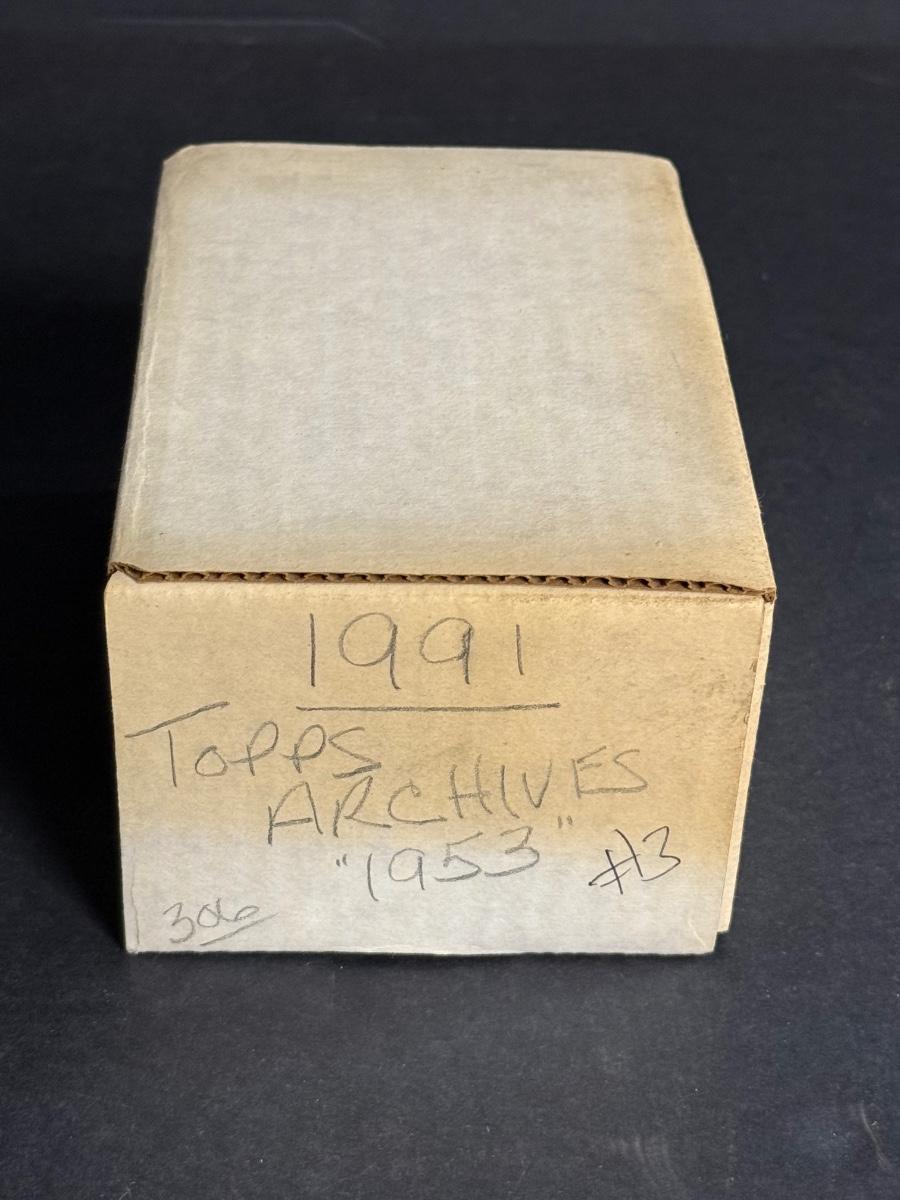 1991
TOPPS
ARCHIVES
"1953"
#3
306